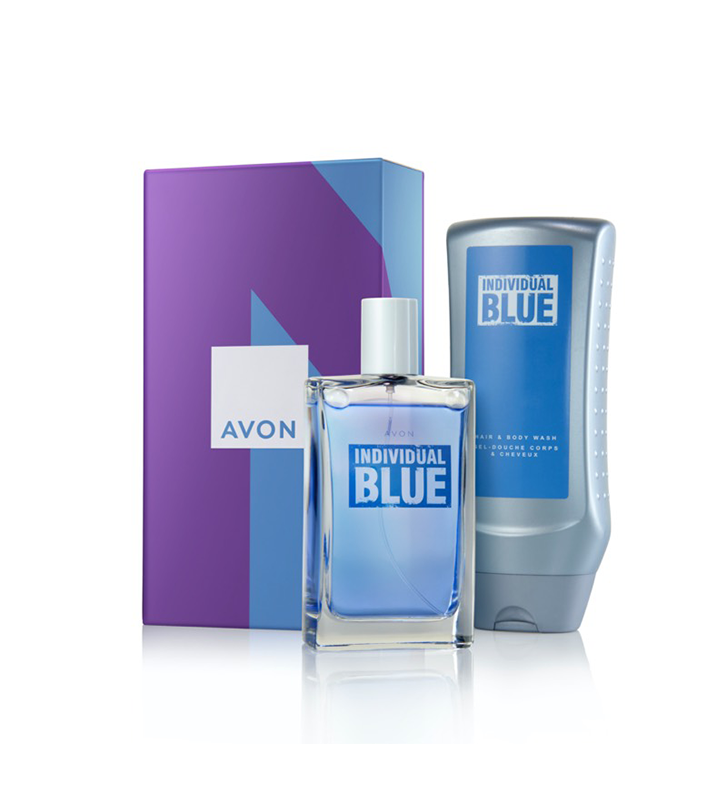 AVON
AVON
INDIVIDUAL
BLUE
INDIVIDUAL
BLUE
HAIR & BODY WASH
GEL-DOUCHE CORPS
& CHEVEUX